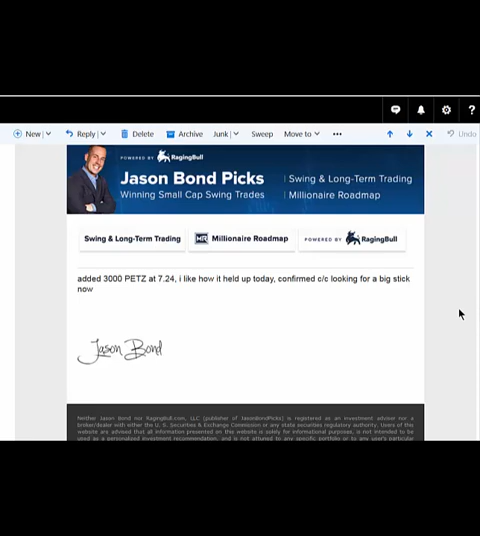 ?
New
Reply
Delete
Archive
Junk
Sweep
Move to
Undo
POWERED BY RagingBull
Jason Bond Picks
Winning Small Cap Swing Trades
Swing & Long-Term Trading
Millionaire Roadmap
Swing & Long-Term Trading
MR Millionaire Roadmap
POWERED BY RagingBull
added 3000 PETZ at 7.24, i like how it held up today, confirmed c/c looking for a big stick
now
Jason Bond
Neither Jason Bond nor RagingBull.com, LLC (publisher of JasonBondPicks) is registered as an investment adviser nor a
broker/dealer with either the U. S. Securities & Exchange Commission or any state securities regulatory authority. Users of this
website are advised that all information presented on this website is solely for informational purposes, is not intended to be
used as a personalized investment recommendation, and is not attuned to any specific portfolio or to any user's particular